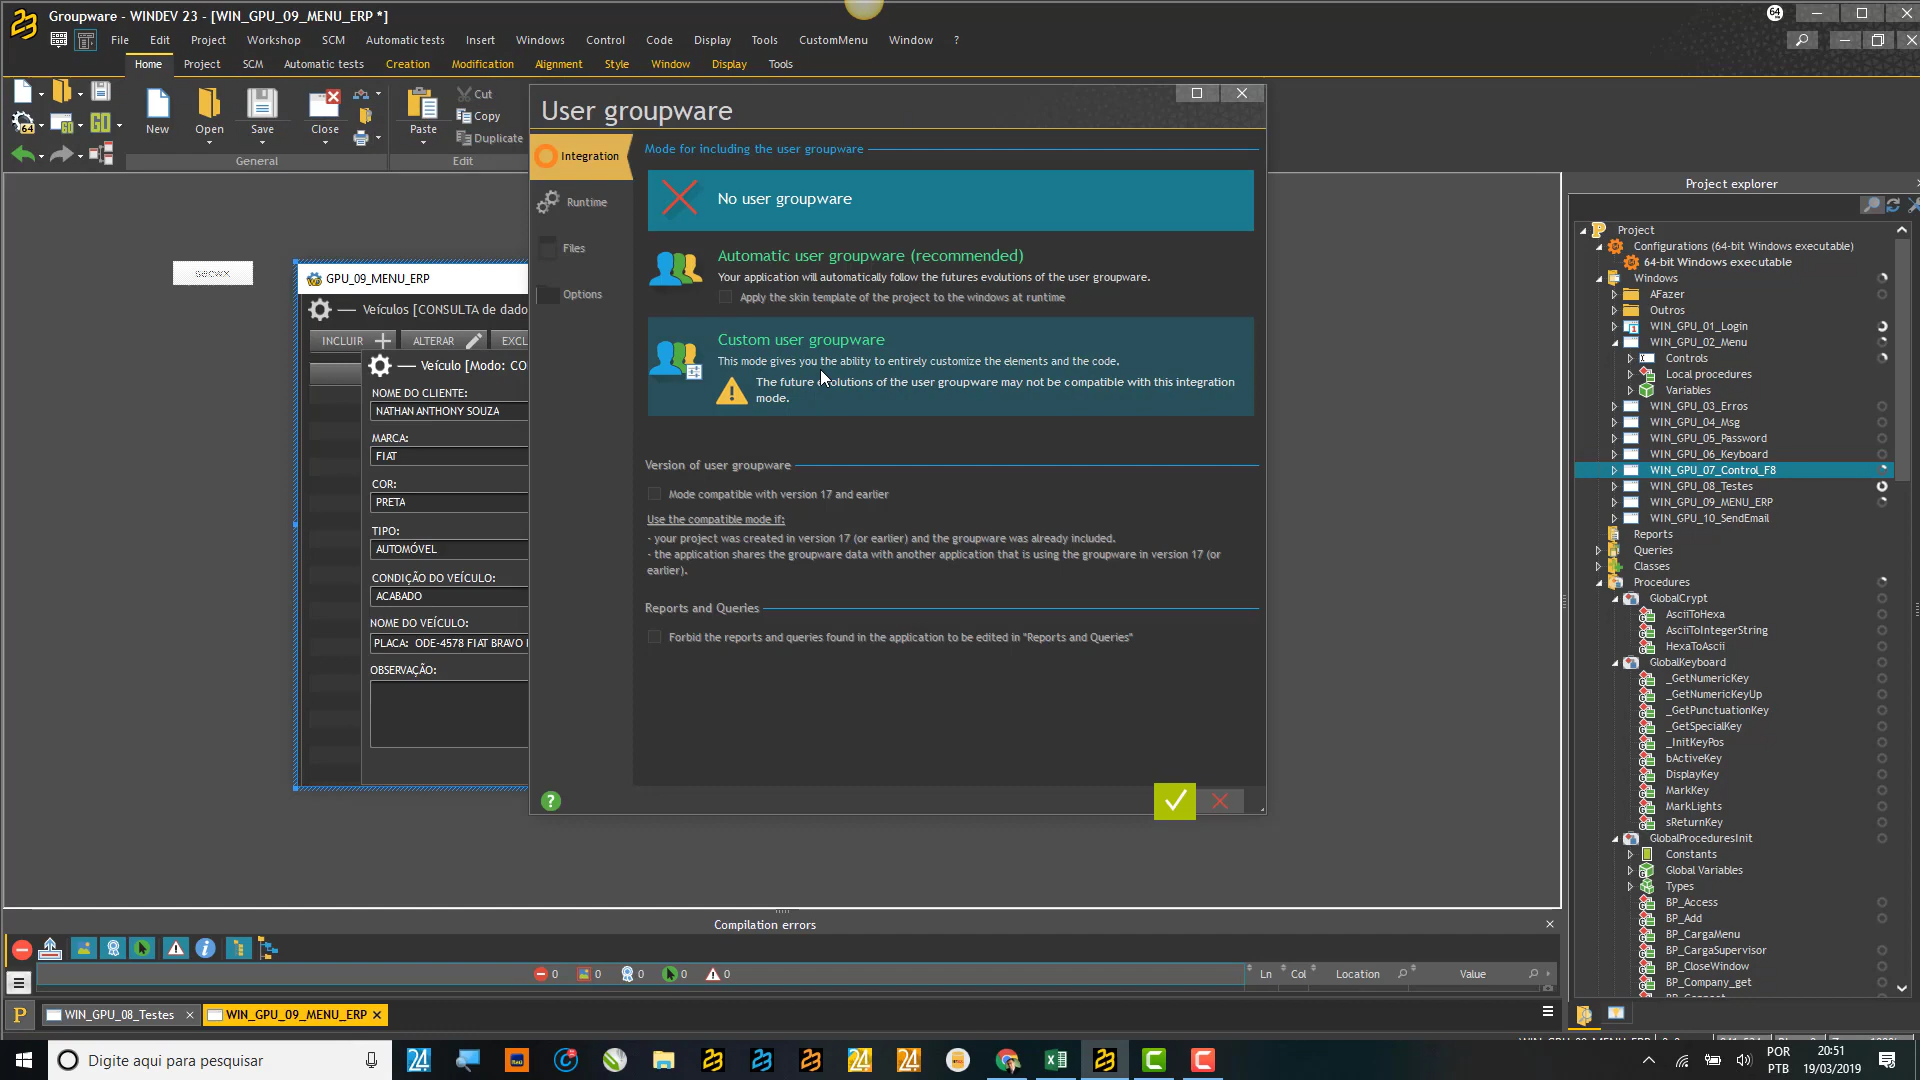 Groupware - WINDEV 23 - [WIN_GPU_09_MENU_ERP *]
64
File Edit Project Workshop SCM Automatic tests Insert Windows Control Code Display Tools CustomMenu Window ?
Home Project SCM Automatic tests Creation Modification Alignment Style Window Display Tools
New Open Save Close Paste Cut
Copy
Duplicate
General Edit
User groupware
Integration
Runtime
Files
Options
Mode for including the user groupware
No user groupware
Automatic user groupware (recommended)
Your application will automatically follow the futures evolutions of the user groupware.
Apply the skin template of the project to the windows at runtime
Custom user groupware
This mode gives you the ability to entirely customize the elements and the code.
The future evolutions of the user groupware may not be compatible with this integration
mode.
Version of user groupware
Mode compatible with version 17 and earlier
Use the compatible mode if:
- your project was created in version 17 (or earlier) and the groupware was already included.
- the application shares the groupware data with another application that is using the groupware in version 17 (or
earlier).
Reports and Queries
Forbid the reports and queries found in the application to be edited in "Reports and Queries"
secwx
GPU_09_MENU_ERP
Veículos [CONSULTA de dado
INCLUIR ALTERAR EXCL
Veículo [Modo: CO
NOME DO CLIENTE:
NATHAN ANTHONY SOUZA
MARCA:
FIAT
COR:
PRETA
TIPO:
AUTOMÓVEL
CONDIÇÃO DO VEÍCULO:
ACABADO
NOME DO VEÍCULO:
PLACA: ODE-4578 FIAT BRAVO
OBSERVAÇÃO:
Project explorer
Project
Configurations (64-bit Windows executable)
64-bit Windows executable
Windows
AFazer
Outros
WIN_GPU_01_Login
WIN_GPU_02_Menu
Controls
Local procedures
Variables
WIN_GPU_03_Erros
WIN_GPU_04_Msg
WIN_GPU_05_Password
WIN_GPU_06_Keyboard
WIN_GPU_07_Control_F8
WIN_GPU_08_Testes
WIN_GPU_09_MENU_ERP
WIN_GPU_10_SendEmail
Reports
Queries
Classes
Procedures
GlobalCrypt
AsciiToHexa
AsciiToIntegerString
HexaToAscii
GlobalKeyboard
_GetNumericKey
_GetNumericKeyUp
_GetPunctuationKey
_GetSpecialKey
_InitKeyPos
bActiveKey
DisplayKey
MarkKey
MarkLights
sReturnKey
GlobalProceduresInit
Constants
Global Variables
Types
BP_Access
BP_Add
BP_CargaMenu
BP_CargaSupervisor
BP_CloseWindow
BP_Company_get
Compilation errors
0 0 0 0 0 Ln Col Location Value
WIN_GPU_08_Testes WIN_GPU_09_MENU_ERP
Digite aqui para pesquisar
POR
PTB
20:51
19/03/2019